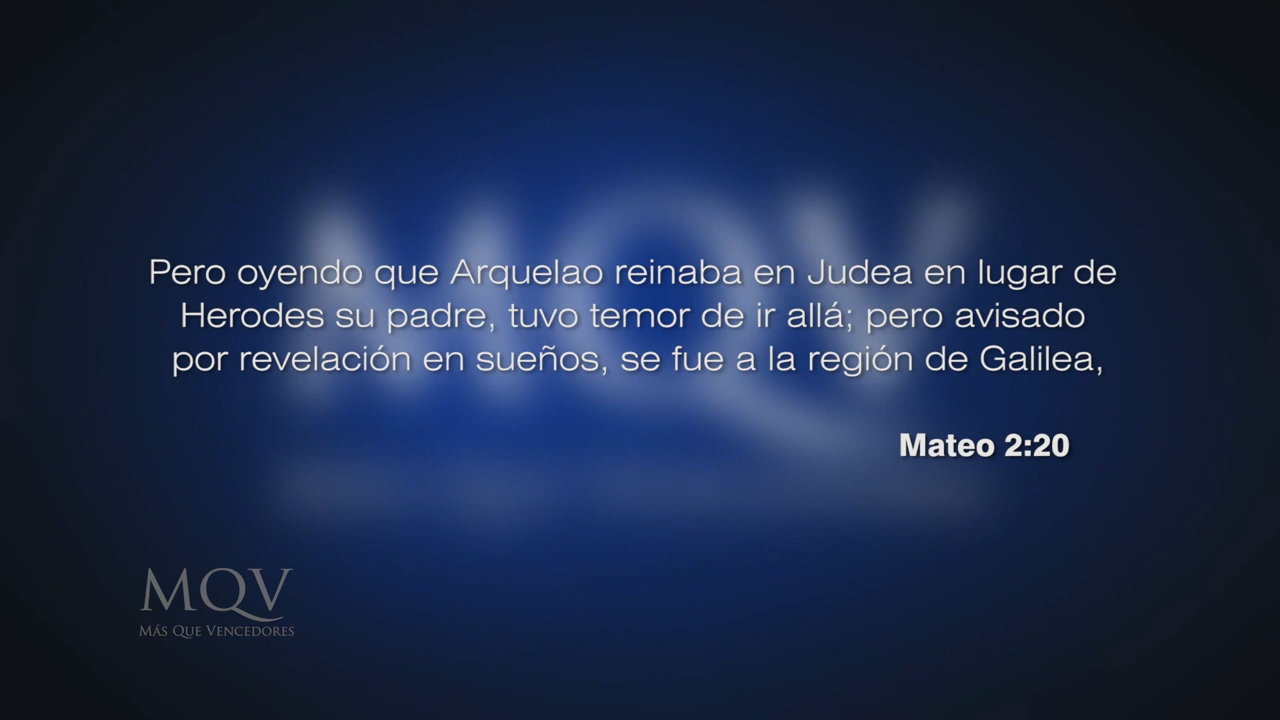 Pero oyendo que Arquelao reinaba en Judea en lugar de
Herodes su padre, tuvo temor de ir allá; pero avisado
por revelación en sueños, se fue a la región de Galilea,
Mateo 2:20
MQV
MÁS QUE VENCEDORES